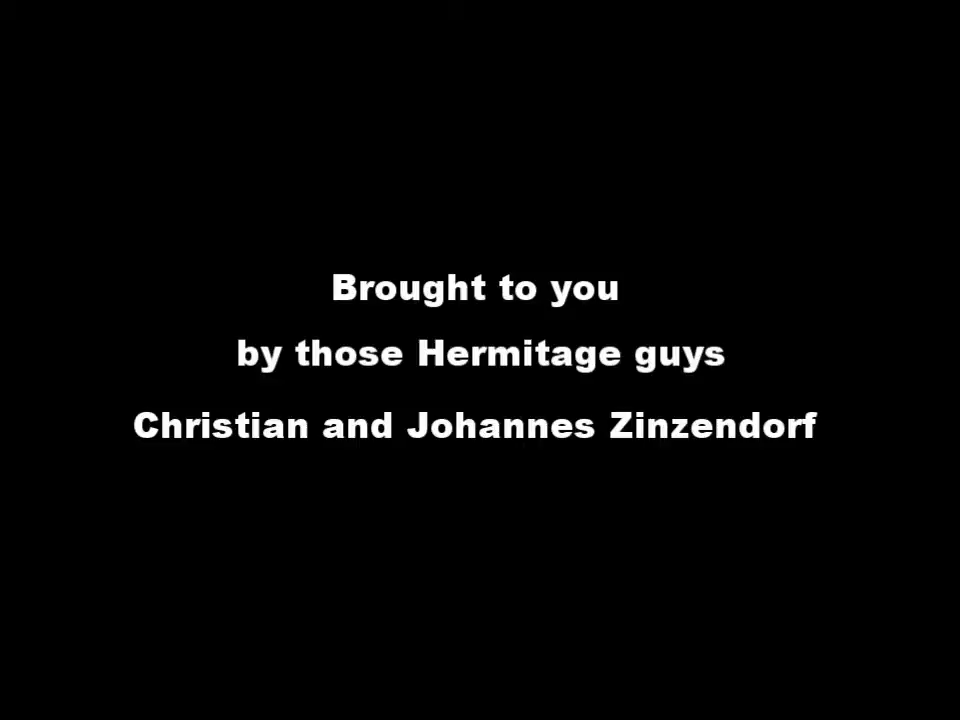 Brought to you
by those Hermitage guys
Christian and Johannes Zinzendorf